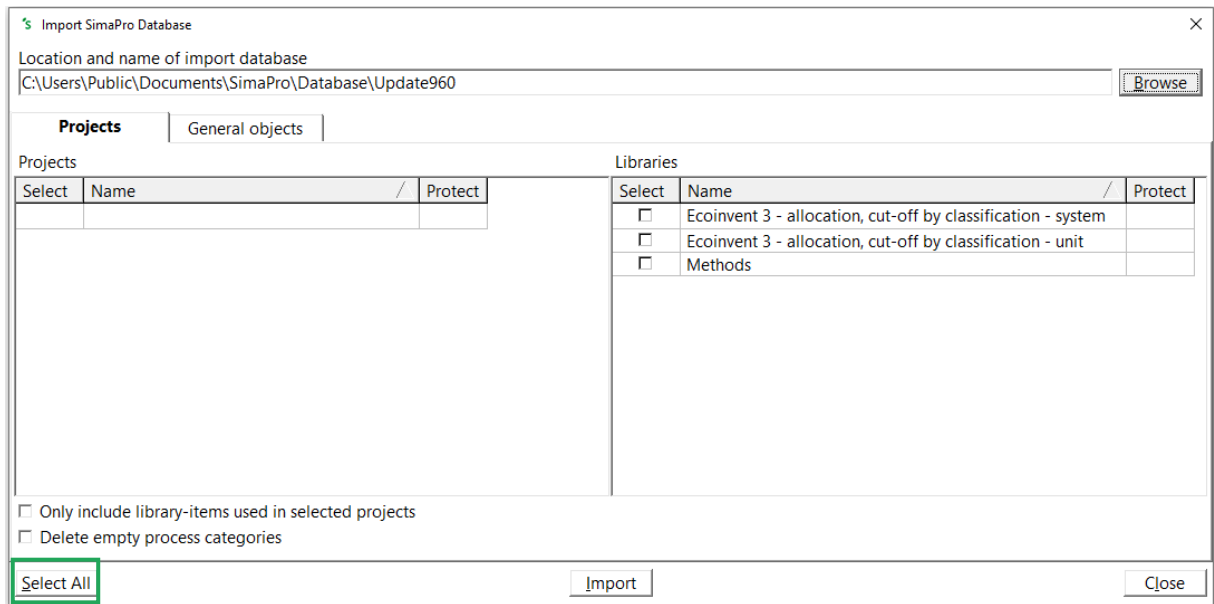 Import SimaPro Database
Location and name of import database
C:\Users\Public\Documents\SimaPro\Database\Update960
Browse
Projects
General objects
Projects
Select Name Protect
Libraries
Select Name Protect
Ecoinvent 3 - allocation, cut-off by classification - system
Ecoinvent 3 - allocation, cut-off by classification - unit
Methods
Only include library-items used in selected projects
Delete empty process categories
Select All
Import
Close